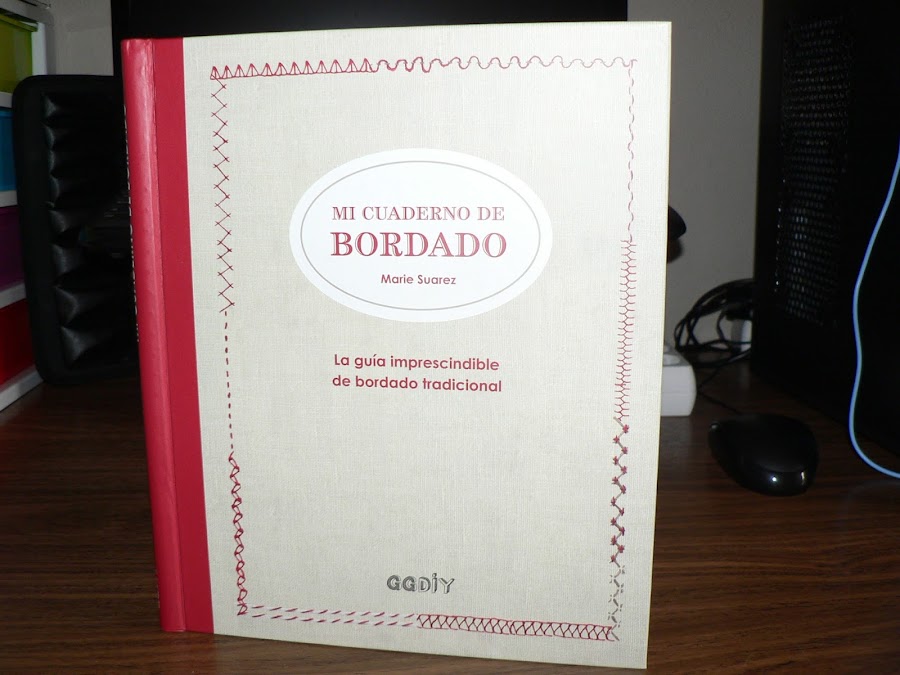 MI CUADERNO DE
BORDADO
Marie Suarez
La guía imprescindible
de bordado tradicional
GGDIY